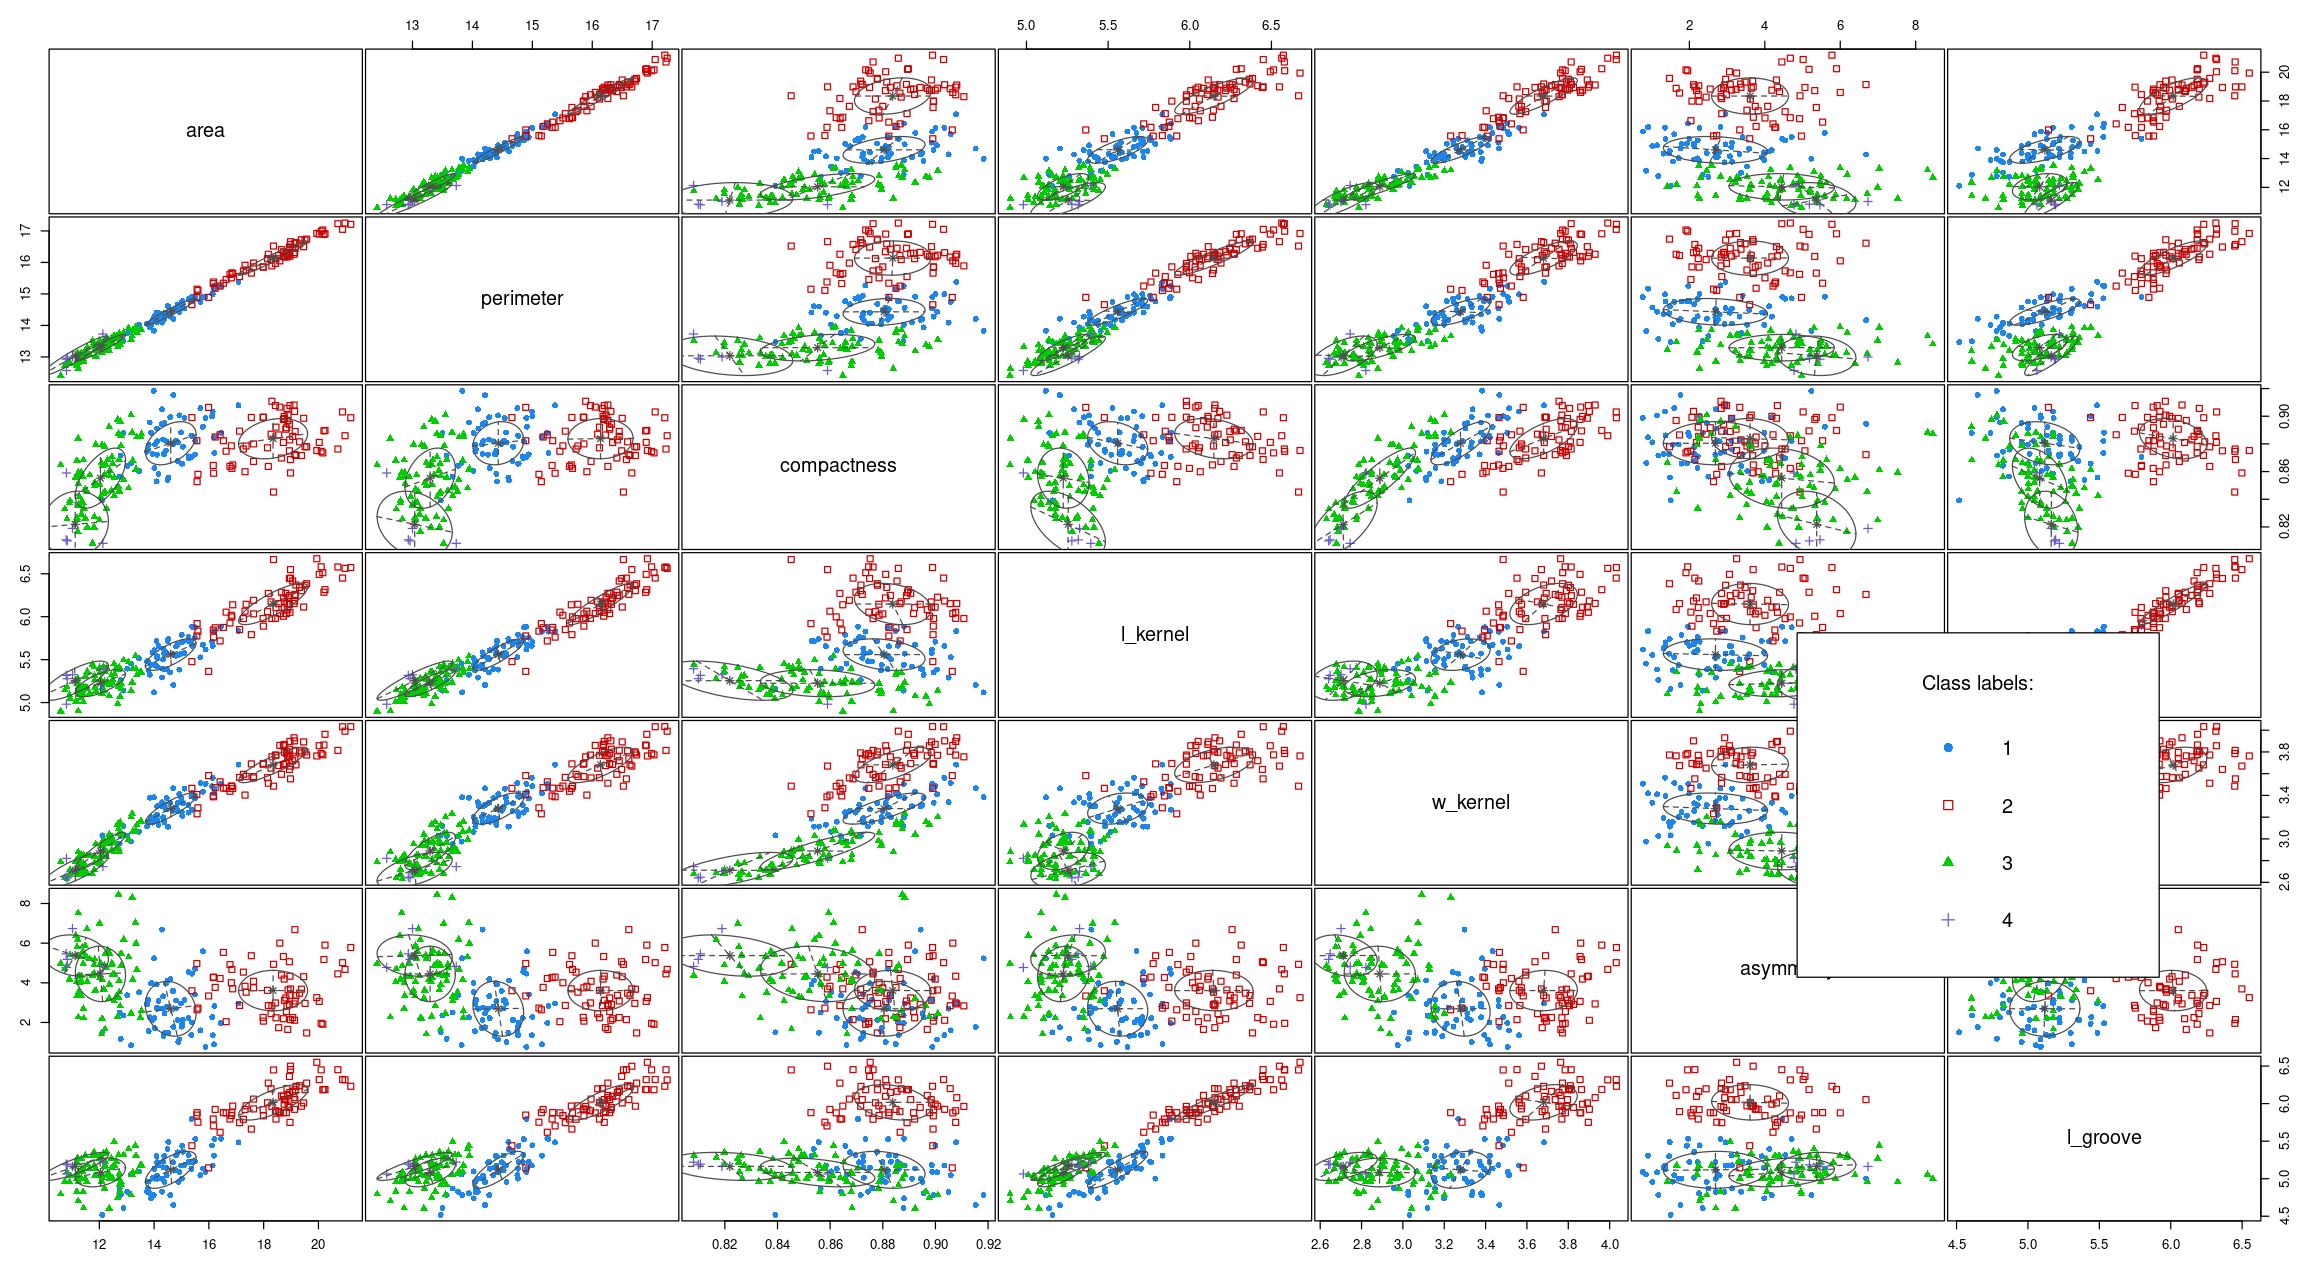 13 14 15 16 17 5.0 5.5 6.0 6.5 2 4 6 8
area
12 14 16 18 20
13 14 15 16 17
perimeter
compactness
0.82 0.86 0.90
5.0 5.5 6.0 6.5
l_kernel
Class labels:
1
2
3
4
w_kernel
2.6 3.0 3.4 3.8
2 4 6 8
asymm
l_groove
4.5 5.0 5.5 6.0 6.5
12 14 16 18 20 0.82 0.84 0.86 0.88 0.90 0.92 2.6 2.8 3.0 3.2 3.4 3.6 3.8 4.0 4.5 5.0 5.5 6.0 6.5